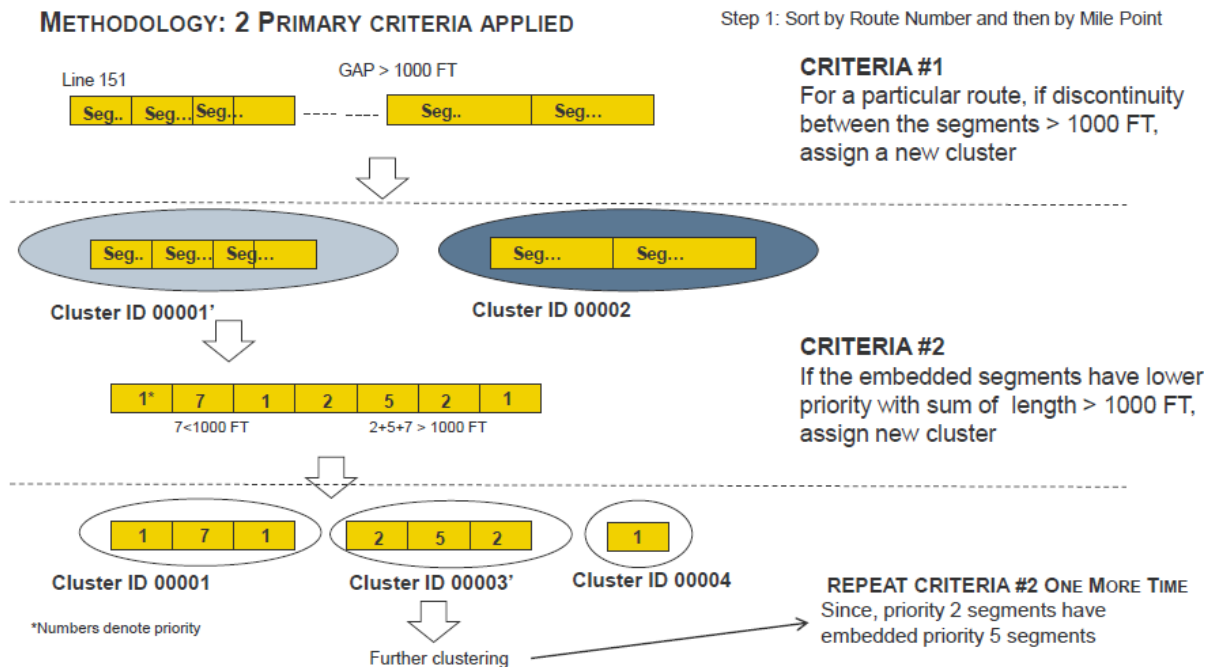 METHODOLOGY: 2 PRIMARY CRITERIA APPLIED
Step 1: Sort by Route Number and then by Mile Point
Line 151
GAP > 1000 FT
Seg.. Seg... Seg...
---- ----
Seg.. Seg...
CRITERIA #1
For a particular route, if discontinuity
between the segments > 1000 FT,
assign a new cluster
Seg.. Seg... Seg...
Seg... Seg...
Cluster ID 00001'
Cluster ID 00002
CRITERIA #2
If the embedded segments have lower
priority with sum of length > 1000 FT,
assign new cluster
1* 7 1 2 5 2 1
7<1000 FT
2+5+7 > 1000 FT
1 7 1
2 5 2
1
Cluster ID 00001
Cluster ID 00003'
Cluster ID 00004
REPEAT CRITERIA #2 ONE MORE TIME
Since, priority 2 segments have
embedded priority 5 segments
*Numbers denote priority
Further clustering